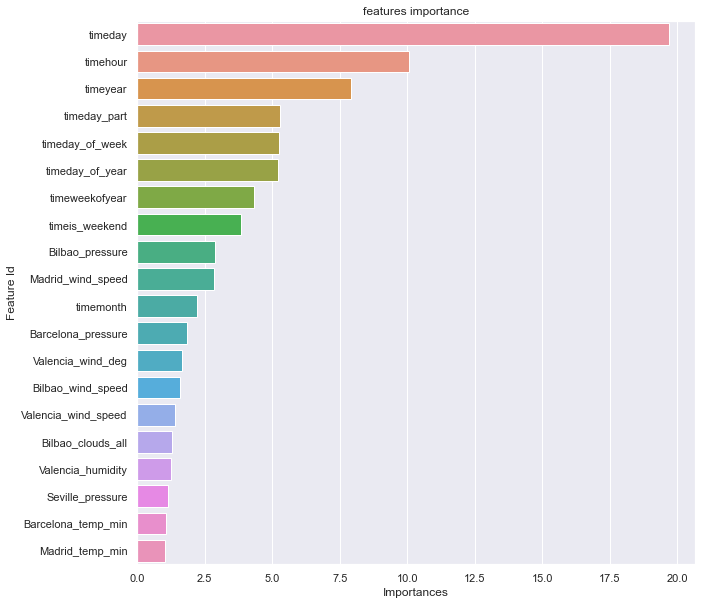 features importance
timeday
timehour
timeyear
timeday_part
timeday_of_week
timeday_of_year
timeweekofyear
timeis_weekend
Bilbao_pressure
Madrid_wind_speed
timemonth
Barcelona_pressure
Valencia_wind_deg
Bilbao_wind_speed
Valencia_wind_speed
Bilbao_clouds_all
Valencia_humidity
Seville_pressure
Barcelona_temp_min
Madrid_temp_min
Feature Id
0.0 2.5 5.0 7.5 10.0 12.5 15.0 17.5 20.0
Importances